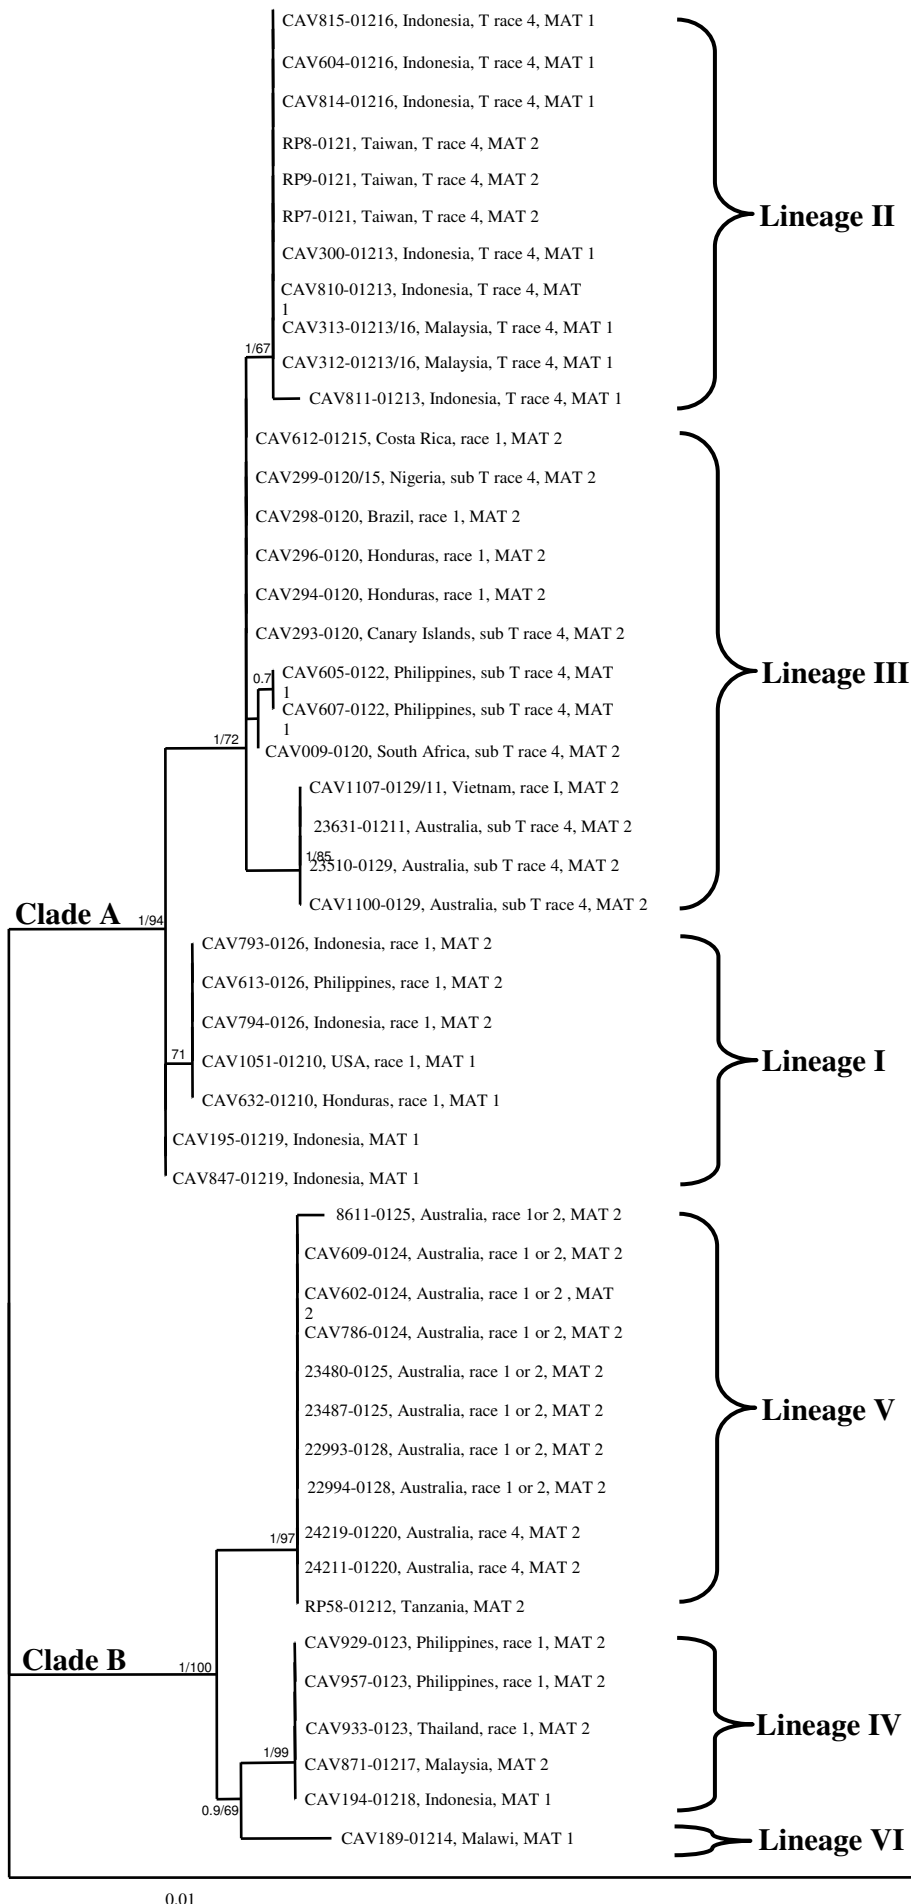 CAV815-01216, Indonesia, T race 4, MAT 1
CAV604-01216, Indonesia, T race 4, MAT 1
CAV814-01216, Indonesia, T race 4, MAT 1
RP8-0121, Taiwan, T race 4, MAT 2
RP9-0121, Taiwan, T race 4, MAT 2
RP7-0121, Taiwan, T race 4, MAT 2
Lineage II
CAV300-01213, Indonesia, T race 4, MAT 1
CAV810-01213, Indonesia, T race 4, MAT
1
CAV313-01213/16, Malaysia, T race 4, MAT 1
1/67
CAV312-01213/16, Malaysia, T race 4, MAT 1
CAV811-01213, Indonesia, T race 4, MAT 1
CAV612-01215, Costa Rica, race 1, MAT 2
CAV299-0120/15, Nigeria, sub T race 4, MAT 2
CAV298-0120, Brazil, race 1, MAT 2
CAV296-0120, Honduras, race 1, MAT 2
CAV294-0120, Honduras, race 1, MAT 2
CAV293-0120, Canary Islands, sub T race 4, MAT 2
0.7
CAV605-0122, Philippines, sub T race 4, MAT
1
Lineage III
CAV607-0122, Philippines, sub T race 4, MAT
1
1/72
CAV009-0120, South Africa, sub T race 4, MAT 2
CAV1107-0129/11, Vietnam, race I, MAT 2
23631-01211, Australia, sub T race 4, MAT 2
1/85
23510-0129, Australia, sub T race 4, MAT 2
CAV1100-0129, Australia, sub T race 4, MAT 2
Clade A
1/94
CAV793-0126, Indonesia, race 1, MAT 2
CAV613-0126, Philippines, race 1, MAT 2
CAV794-0126, Indonesia, race 1, MAT 2
71
CAV1051-01210, USA, race 1, MAT 1
Lineage I
CAV632-01210, Honduras, race 1, MAT 1
CAV195-01219, Indonesia, MAT 1
CAV847-01219, Indonesia, MAT 1
8611-0125, Australia, race 1or 2, MAT 2
CAV609-0124, Australia, race 1 or 2, MAT 2
CAV602-0124, Australia, race 1 or 2 , MAT
2
CAV786-0124, Australia, race 1 or 2, MAT 2
23480-0125, Australia, race 1 or 2, MAT 2
23487-0125, Australia, race 1 or 2, MAT 2
Lineage V
22993-0128, Australia, race 1 or 2, MAT 2
22994-0128, Australia, race 1 or 2, MAT 2
1/97
24219-01220, Australia, race 4, MAT 2
24211-01220, Australia, race 4, MAT 2
RP58-01212, Tanzania, MAT 2
Clade B
1/100
CAV929-0123, Philippines, race 1, MAT 2
CAV957-0123, Philippines, race 1, MAT 2
CAV933-0123, Thailand, race 1, MAT 2
Lineage IV
1/99
CAV871-01217, Malaysia, MAT 2
CAV194-01218, Indonesia, MAT 1
0.9/69
CAV189-01214, Malawi, MAT 1
Lineage VI
0.01